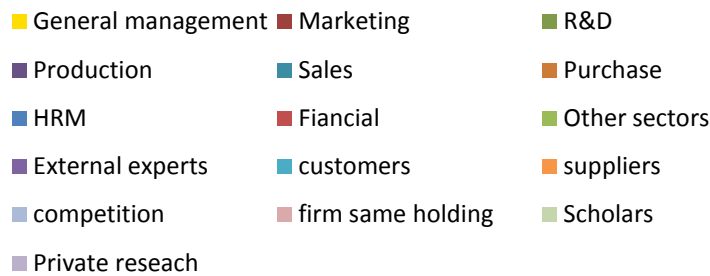 General management Marketing R&D
Production Sales Purchase
HRM Fiancial Other sectors
External experts customers suppliers
competition firm same holding Scholars
Private reseach